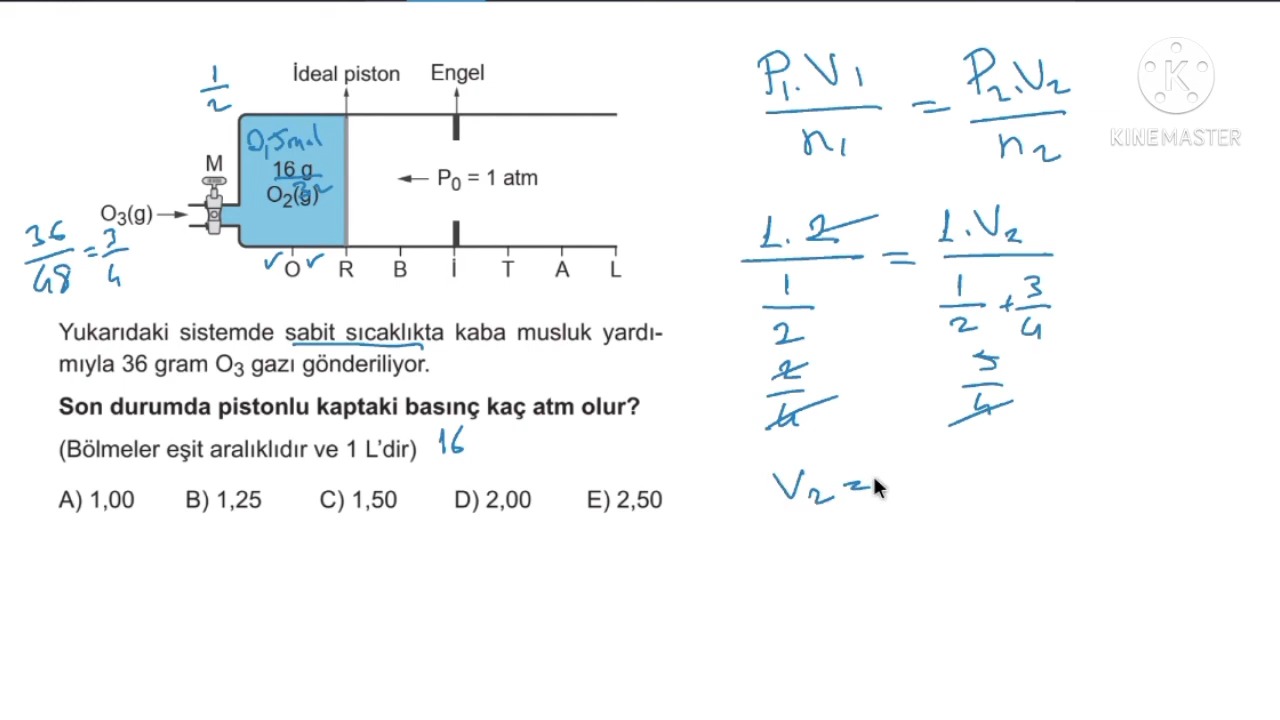 1/2
İdeal piston Engel
0,5mol
M
16 g
32
O2(g)
P0 = 1 atm
O3(g)
36/48 = 3/4
O R B İ T A L
Yukarıdaki sistemde sabit sıcaklıkta kaba musluk yardı-
mıyla 36 gram O3 gazı gönderiliyor.
Son durumda pistonlu kaptaki basınç kaç atm olur?
(Bölmeler eşit aralıklıdır ve 1 L'dir) 16
A) 1,00 B) 1,25 C) 1,50 D) 2,00 E) 2,50
P1.V1/n1 = P2.V2/n2
1.2/(1/2) = 1.V2/(1/2 + 3/4)
2/4 5/4
V2 =
KINEMASTER